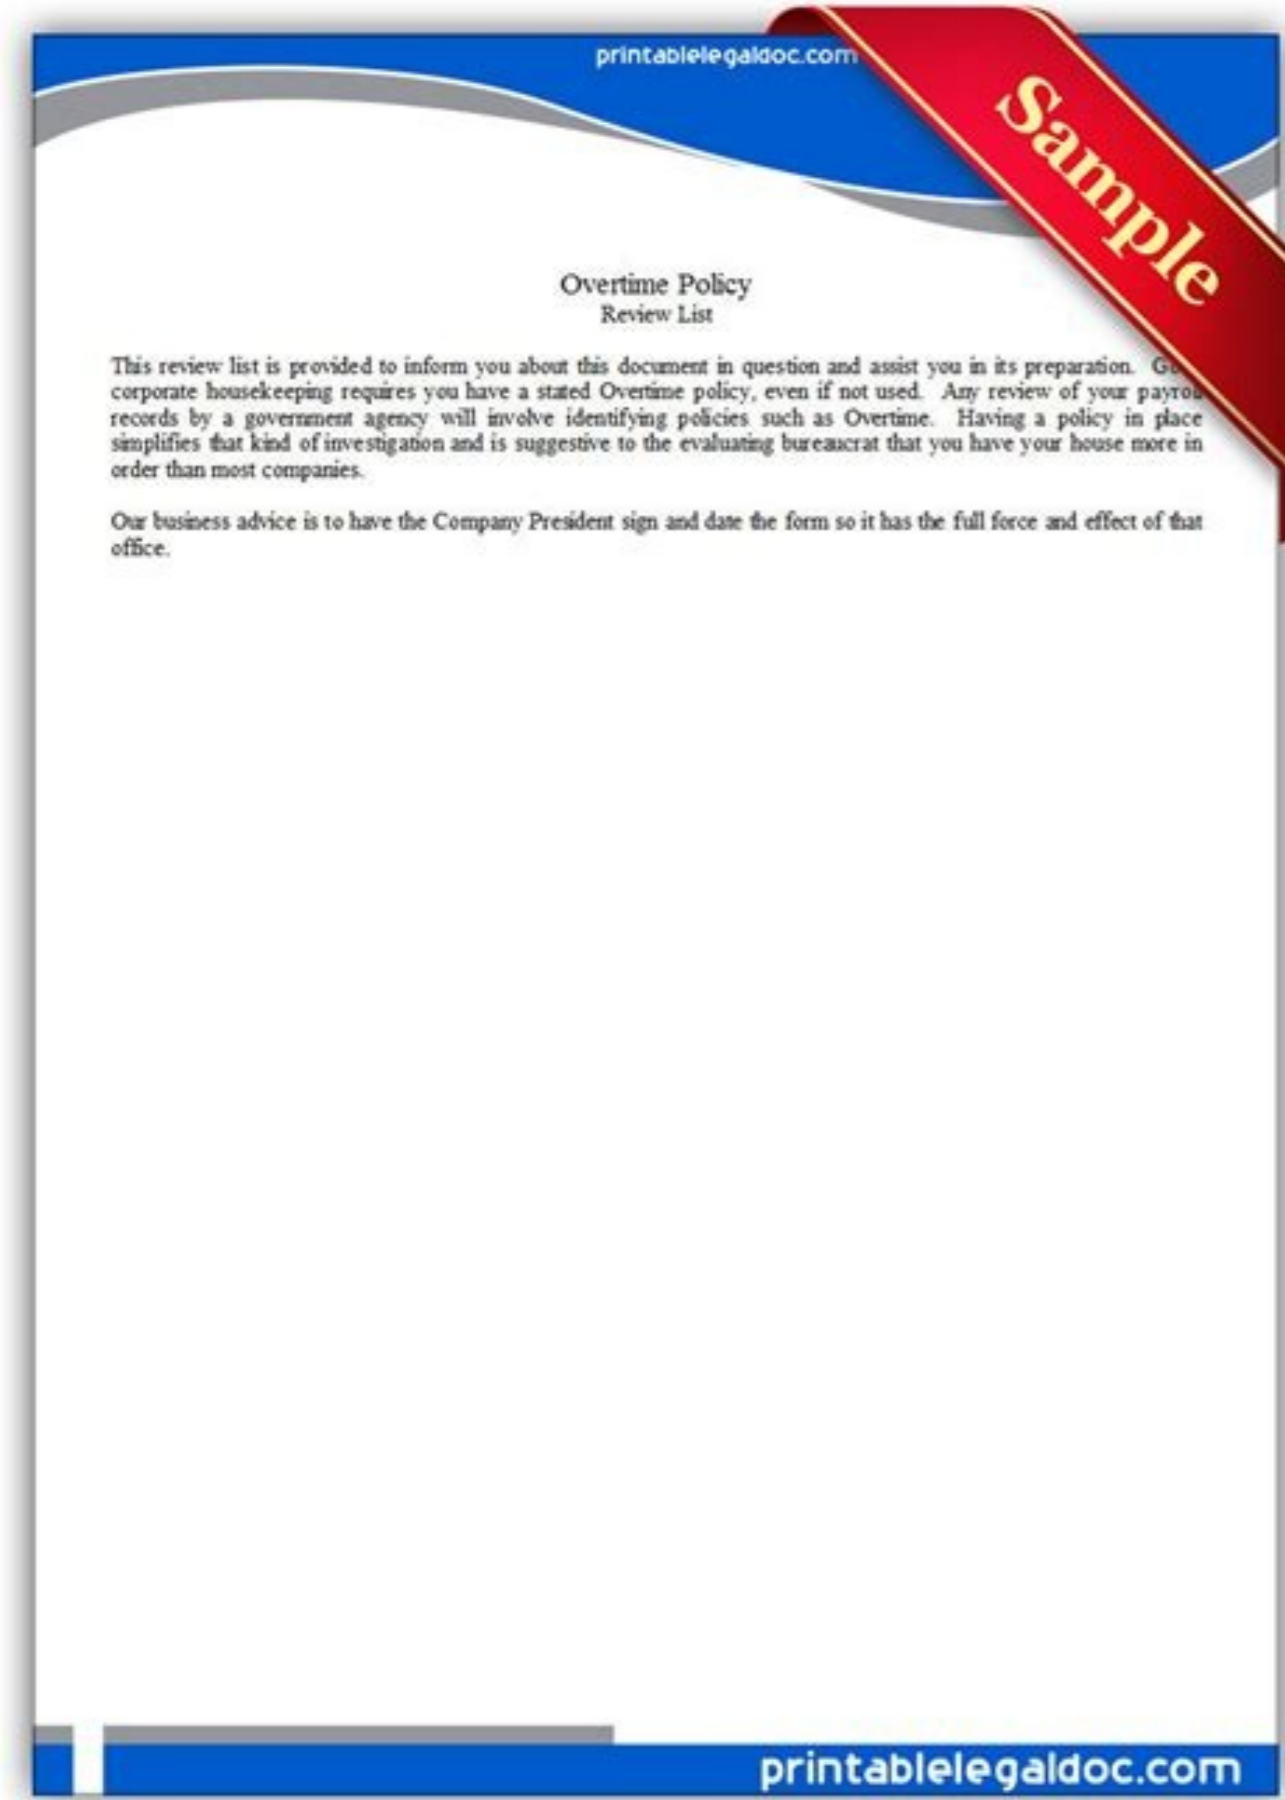 printablelegaldoc.com
Sample
Overtime Policy
Review List
This review list is provided to inform you about this document in question and assist you in its preparation.
corporate housekeeping requires you have a stated Overtime policy, even if not used. Any review of your payroll
records by a government agency will involve identifying policies such as Overtime. Having a policy in place
simplifies that kind of investigation and is suggestive to the evaluating bureaucrat that you have your house more in
order than most companies.
Our business advice is to have the Company President sign and date the form so it has the full force and effect of that
office.
printablelegaldoc.com